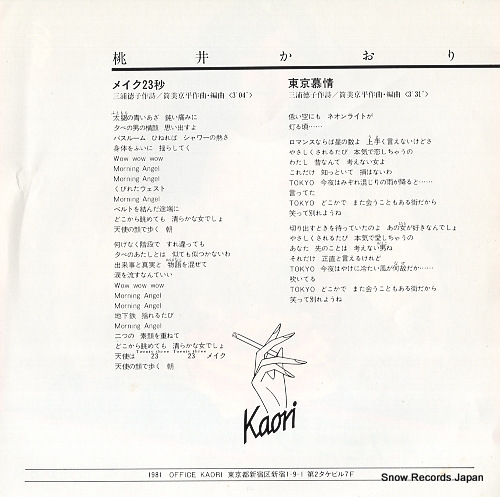 桃井かおり
メイク23秒
三浦徳子作詩/筒美京平作曲・編曲〈3'04"〉
太腿の青いあざ 鈍い痛みに
夕べの男の横顔 思い出すよ
バスルーム ひねれば シャワーの熱さ
身体をふいに 揺らしてく
Wow wow wow
Morning Angel
Morning Angel
くびれたウェスト
Morning Angel
ベルトを結んだ途端に
どこから眺めても 清らかな女でしょ
天使の顔で歩く 朝
何げなく階段で すれ違っても
夕べのあたしとは 似ても似つかないわ
出来事と真実と 物語を混ぜて
涙を流すなんていい
Wow wow wow
Morning Angel
Morning Angel
地下鉄 揺れるたび
Morning Angel
二つの 素顔を重ねて
どこから眺めても 清らかな女でしょ
天使は 23 23 メイク
Twenty three Twenty three
天使の顔で歩く 朝
東京慕情
三浦徳子作詩/筒美京平作曲・編曲〈3'31"〉
低い空にも ネオンライトが
灯る頃……
ロマンスならば星の数よ 上手く言えないけどさ
やさしくされるたび 本気で恋しちゃうの
わたし 昔なんて 考えない女よ
これだけ 知っといて 損はないわ
TOKYO 今夜はみぞれ混じりの雨が降ると……
言ってた
TOKYO どこかで また会うこともある街だから
笑って別れようね
切り出すときを待っていたのよ あの女が好きなんでしょ
やさしくされるたび 本気で愛しちゃうの
あなた 先のことは 考えない男ね
それだけ 正直と言えるけれど
TOKYO 今夜はやけに冷たい風が何故だか……
吹いてる
TOKYO どこかで また会うこともある街だから
笑って別れようね
Kaori
1981 OFFICE KAORI 東京都新宿区新宿1-9-1 第2タケビル7F
Snow Records Japan